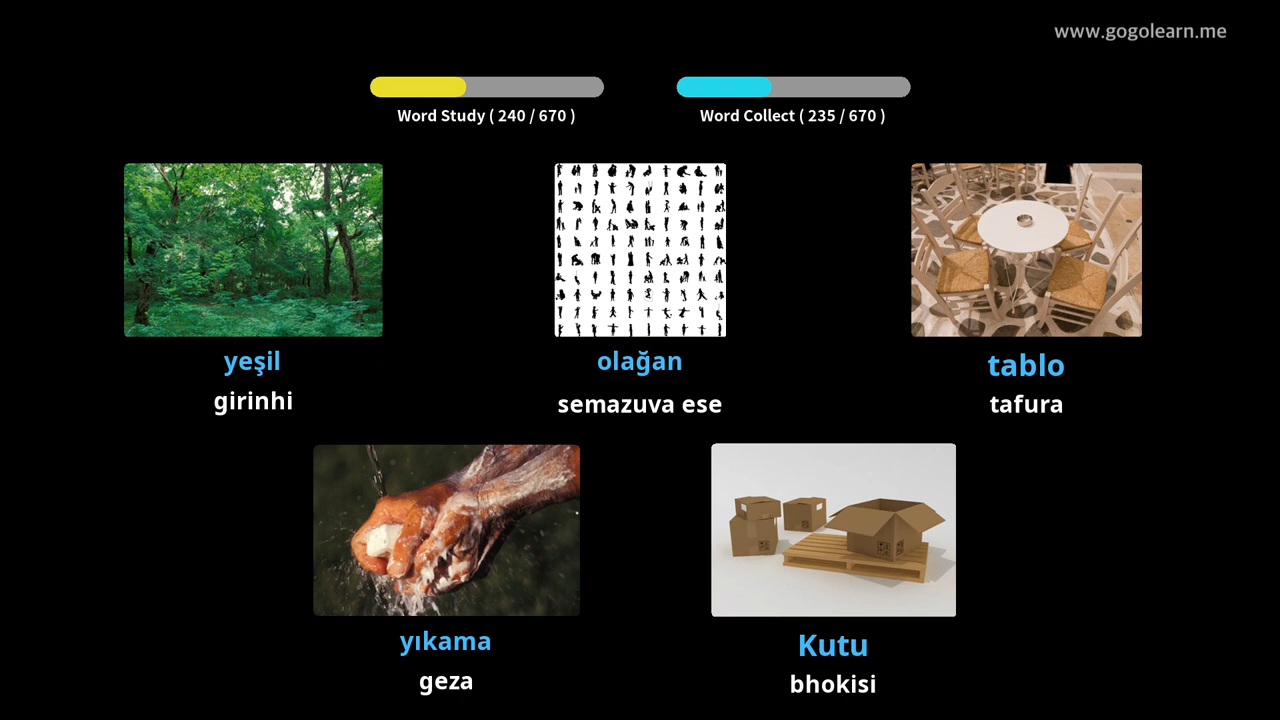 www.gogolearn.me
Word Study ( 240 / 670 )
Word Collect ( 235 / 670 )
yeşil
girinhi
olağan
semazuva ese
tablo
tafura
yıkama
geza
Kutu
bhokisi